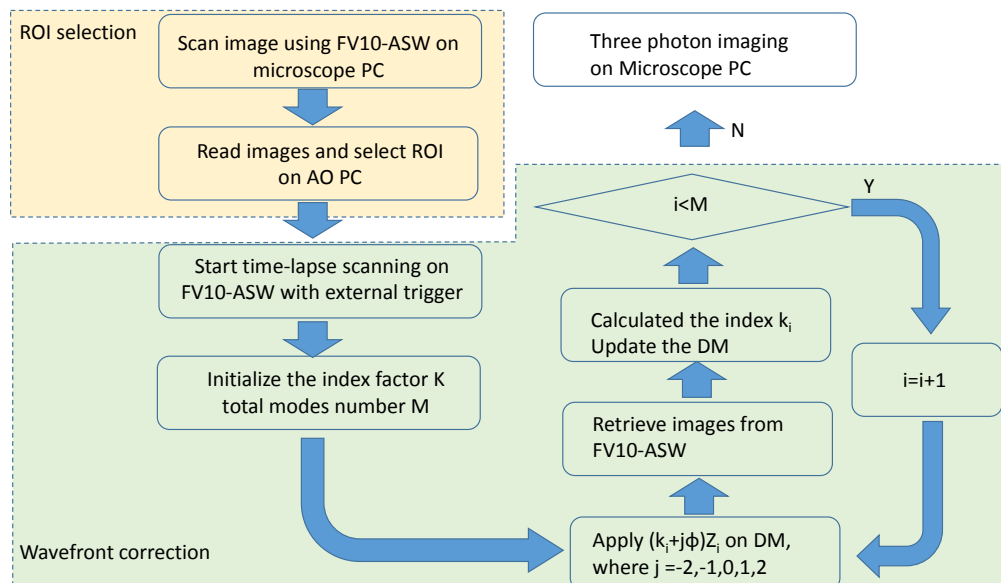 ROI selection
Scan image using FV10-ASW on
microscope PC
Read images and select ROI
on AO PC
Start time-lapse scanning on
FV10-ASW with external trigger
Initialize the index factor K
total modes number M
Wavefront correction
Apply (kᵢ+jϕ)Zᵢ on DM,
where j =-2,-1,0,1,2
Retrieve images from
FV10-ASW
Calculated the index kᵢ
Update the DM
i<M
Y
i=i+1
N
Three photon imaging
on Microscope PC